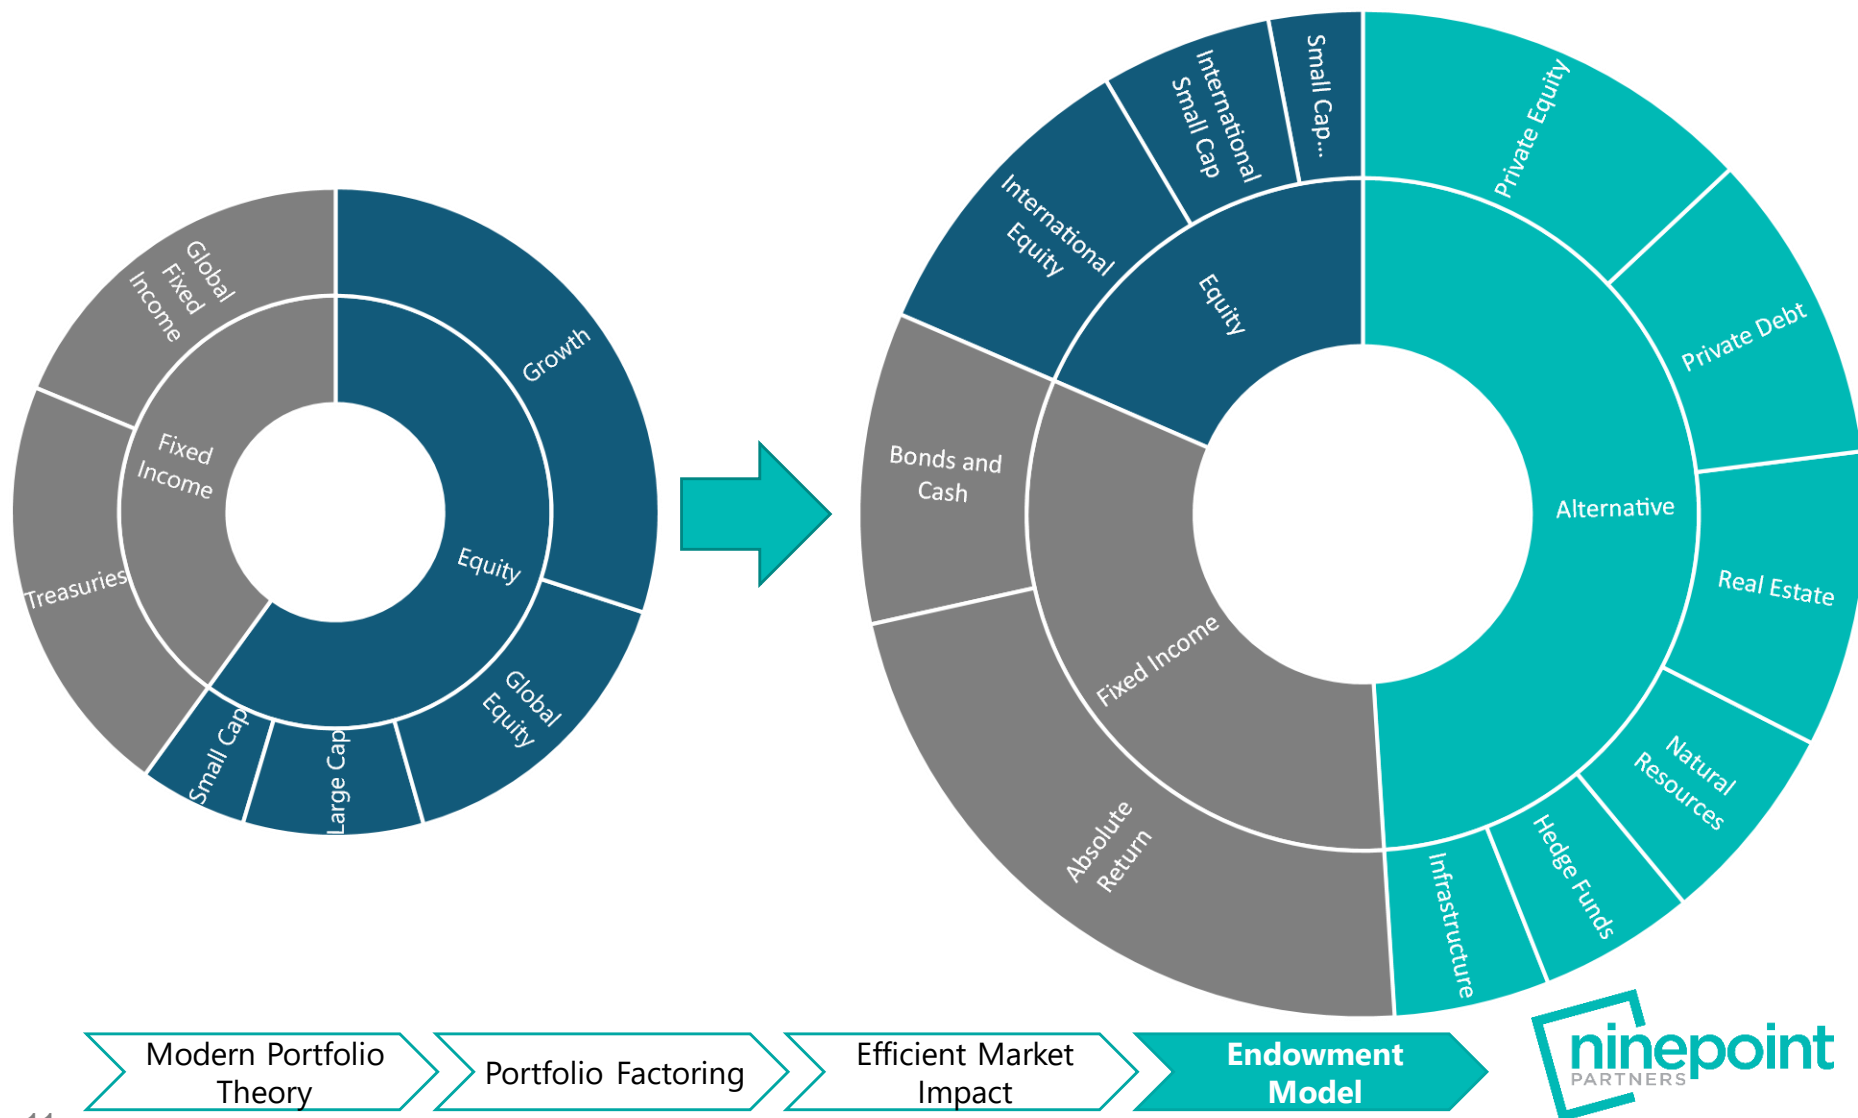 Global
Fixed
Income
Growth
Fixed
Income
Equity
Treasuries
Global
Equity
Large Cap
Small Cap
Small Cap...
International
Small Cap
International
Equity
Equity
Private Equity
Private Debt
Bonds and
Cash
Alternative
Real Estate
Fixed Income
Natural
Resources
Absolute
Return
Hedge Funds
Infrastructure
Modern Portfolio
Theory
Portfolio Factoring
Efficient Market
Impact
Endowment
Model
ninepoint
PARTNERS